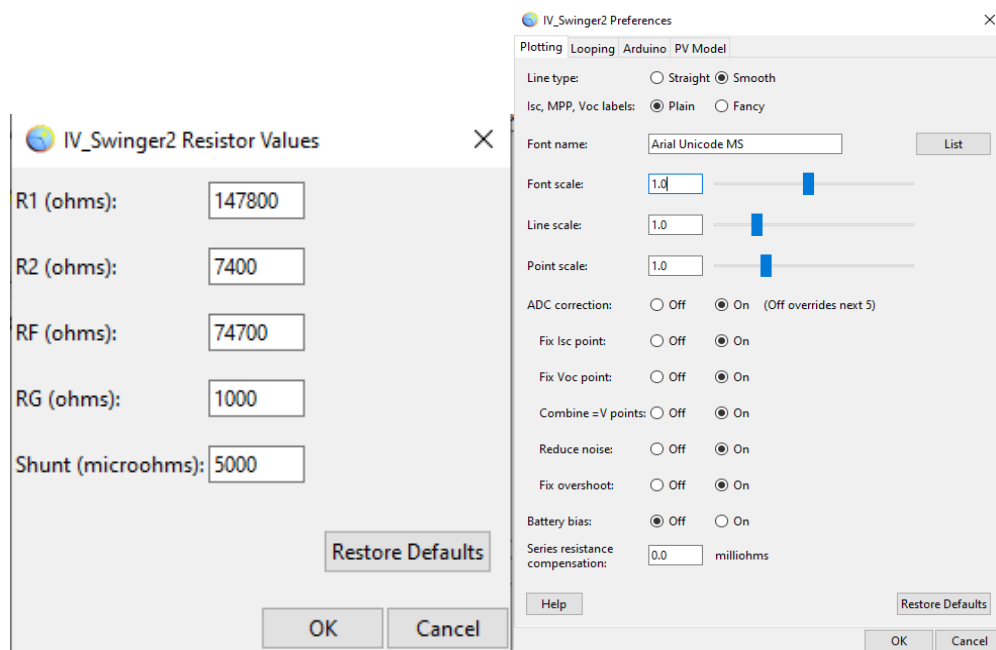 IV_Swinger2 Resistor Values
R1 (ohms): 147800
R2 (ohms): 7400
RF (ohms): 74700
RG (ohms): 1000
Shunt (microohms): 5000
Restore Defaults
OK Cancel
IV_Swinger2 Preferences
Plotting Looping Arduino PV Model
Line type: Straight Smooth
Isc, MPP, Voc labels: Plain Fancy
Font name: Arial Unicode MS List
Font scale: 1.0
Line scale: 1.0
Point scale: 1.0
ADC correction: Off On (Off overrides next 5)
Fix Isc point: Off On
Fix Voc point: Off On
Combine =V points: Off On
Reduce noise: Off On
Fix overshoot: Off On
Battery bias: Off On
Series resistance
compensation: 0.0 milliohms
Help Restore Defaults
OK Cancel